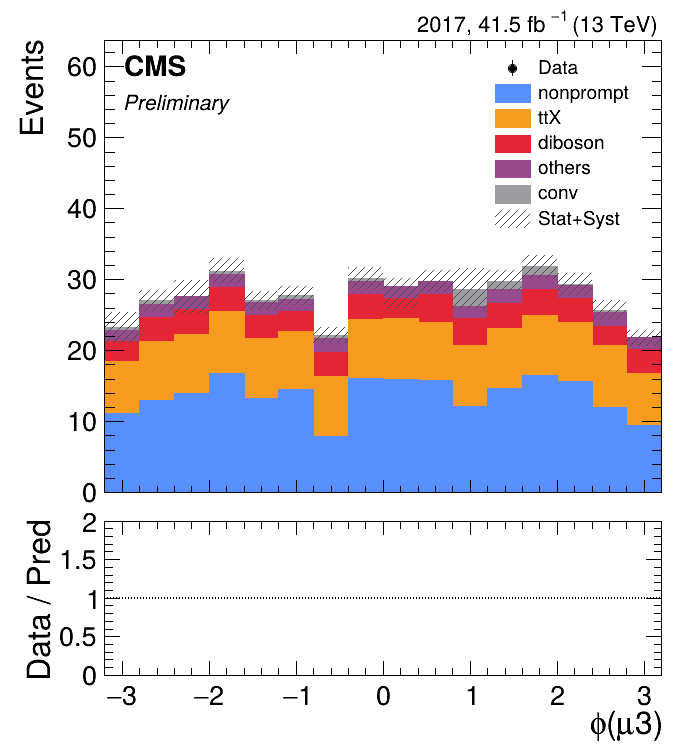 2017, 41.5 fb⁻¹ (13 TeV)
CMS
Preliminary
Data
nonprompt
ttX
diboson
others
conv
Stat+Syst
Events
60
50
40
30
20
10
0
Data / Pred
2
1.5
1
0.5
0
−3 −2 −1 0 1 2 3
ϕ(μ3)